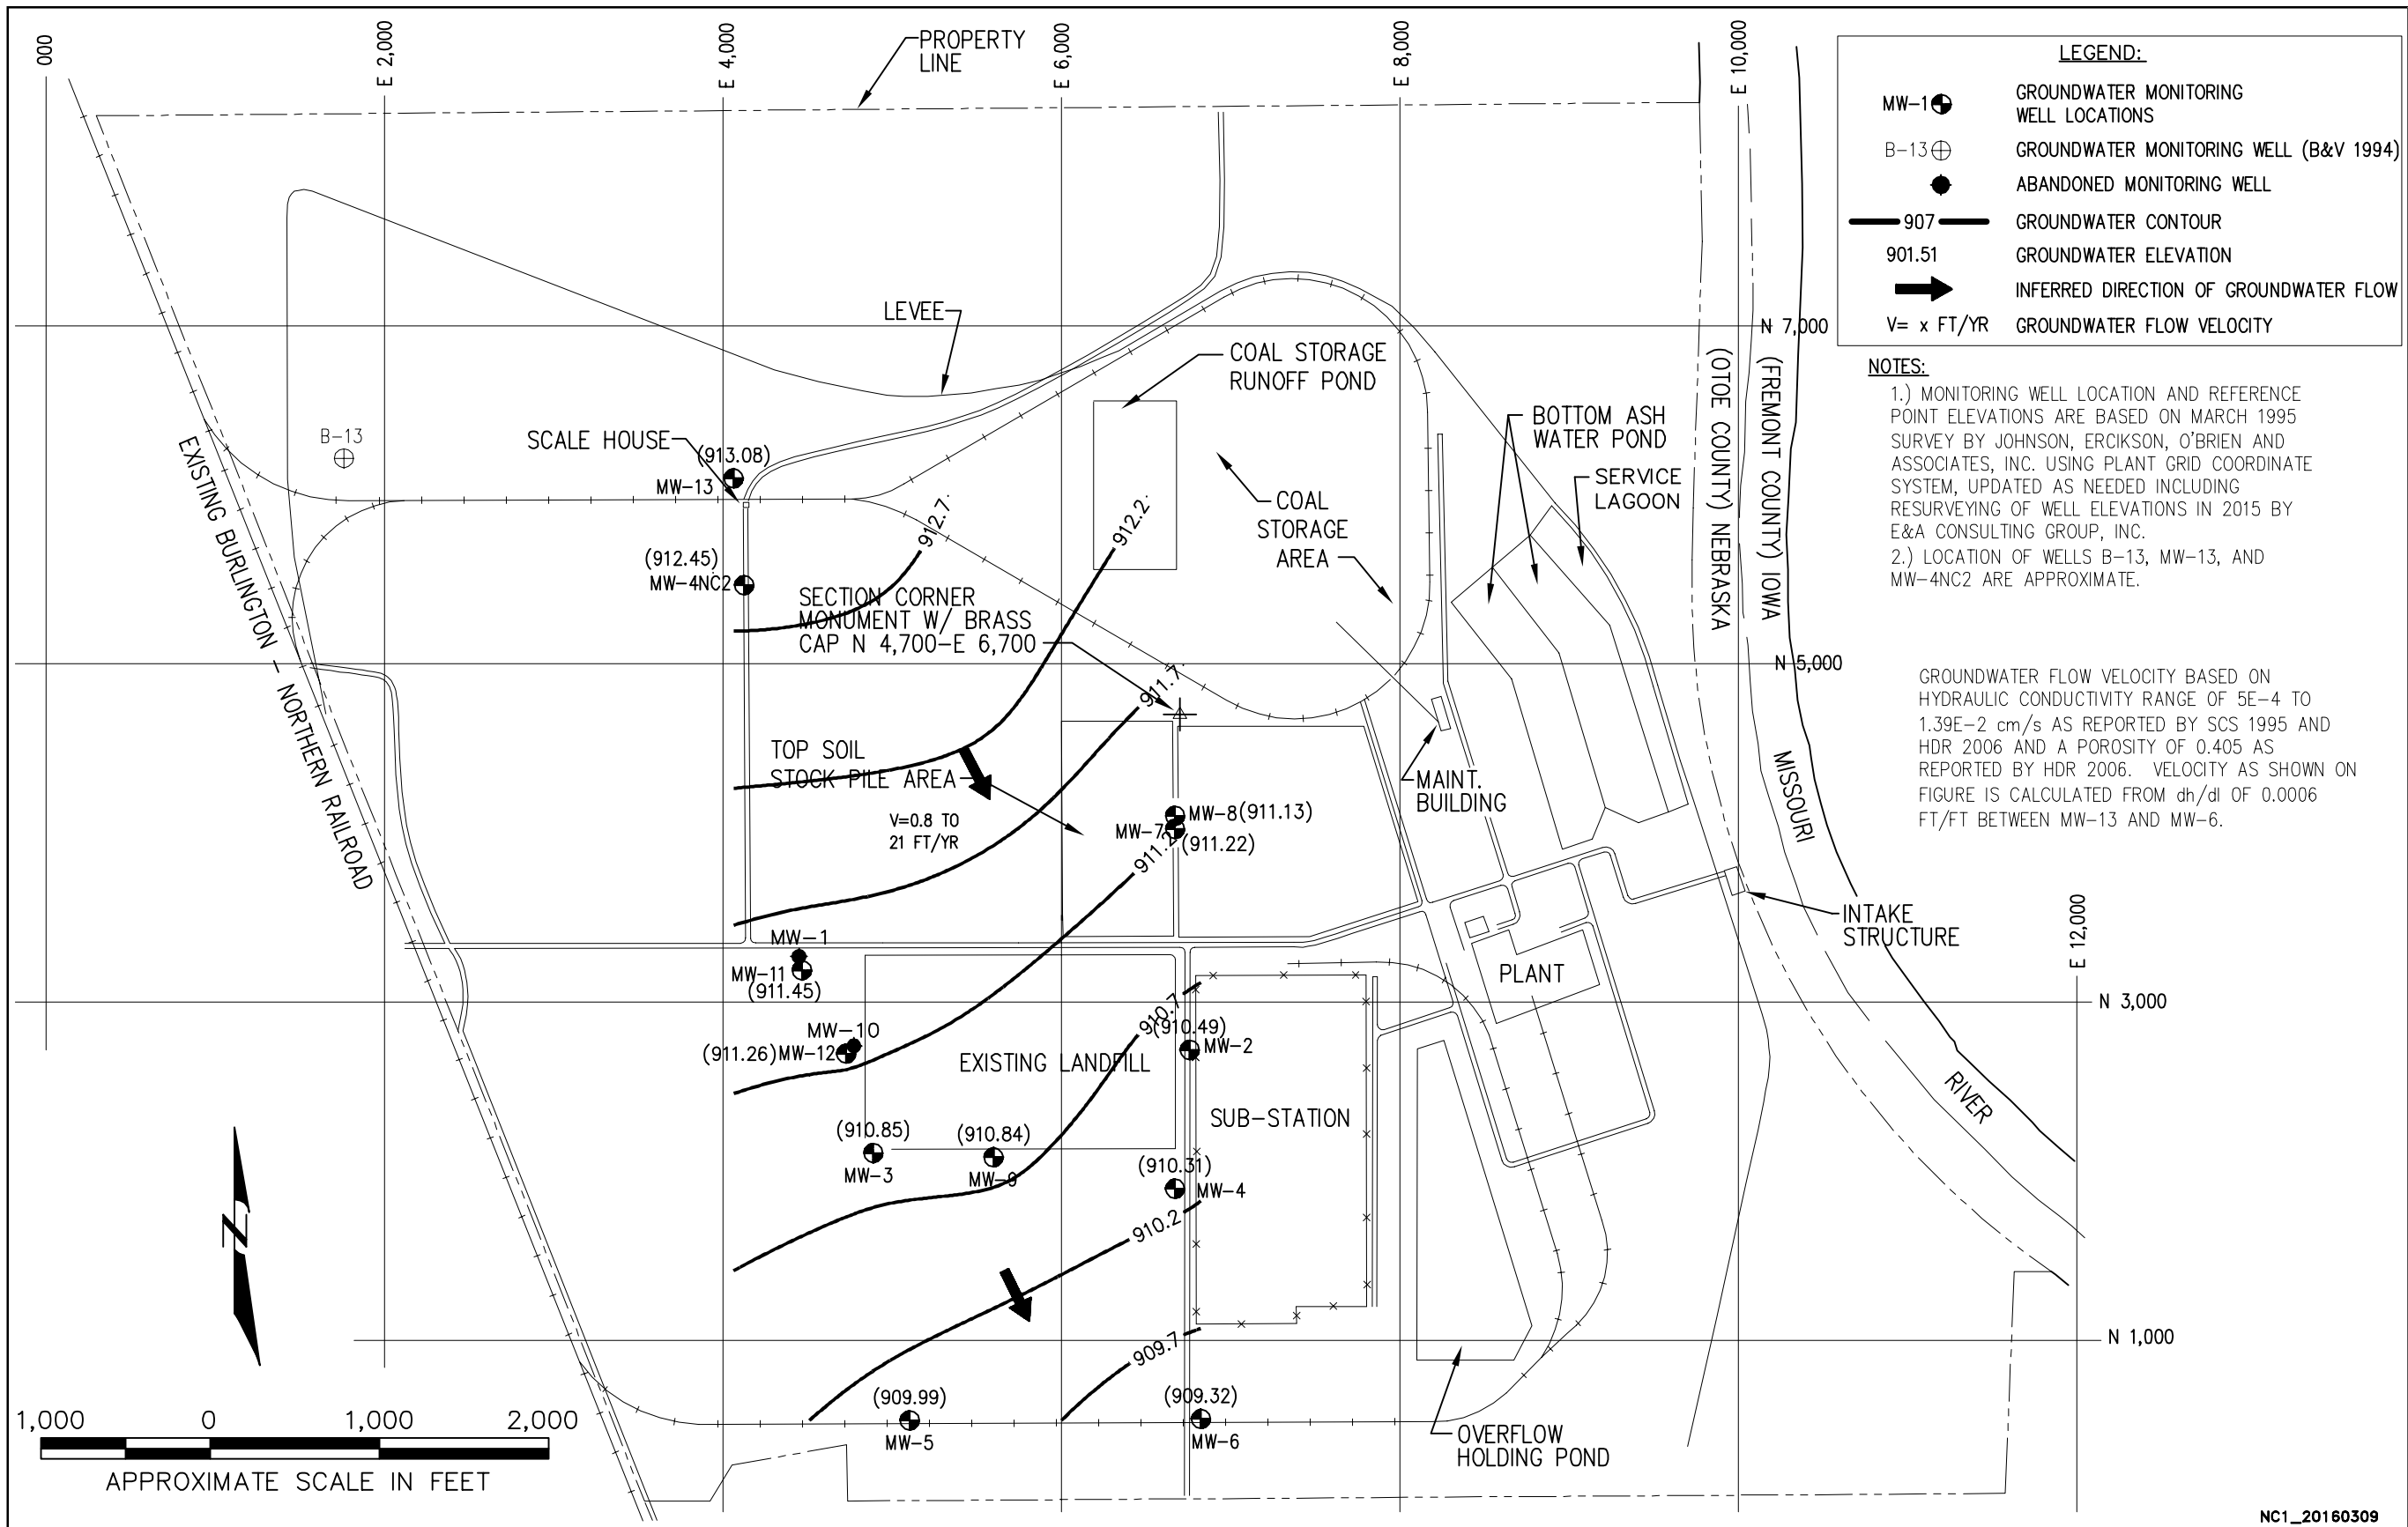 000
E 2,000
E 4,000
E 6,000
E 8,000
E 10,000
PROPERTY
LINE
LEGEND:
MW-1
GROUNDWATER MONITORING
WELL LOCATIONS
B-13
GROUNDWATER MONITORING WELL (B&V 1994)
ABANDONED MONITORING WELL
907
GROUNDWATER CONTOUR
901.51
GROUNDWATER ELEVATION
INFERRED DIRECTION OF GROUNDWATER FLOW
V= x FT/YR
GROUNDWATER FLOW VELOCITY
N 7,000
NOTES:
1.) MONITORING WELL LOCATION AND REFERENCE
POINT ELEVATIONS ARE BASED ON MARCH 1995
SURVEY BY JOHNSON, ERCIKSON, O'BRIEN AND
ASSOCIATES, INC. USING PLANT GRID COORDINATE
SYSTEM, UPDATED AS NEEDED INCLUDING
RESURVEYING OF WELL ELEVATIONS IN 2015 BY
E&A CONSULTING GROUP, INC.
2.) LOCATION OF WELLS B-13, MW-13, AND
MW-4NC2 ARE APPROXIMATE.
GROUNDWATER FLOW VELOCITY BASED ON
HYDRAULIC CONDUCTIVITY RANGE OF 5E-4 TO
1.39E-2 cm/s AS REPORTED BY SCS 1995 AND
HDR 2006 AND A POROSITY OF 0.405 AS
REPORTED BY HDR 2006. VELOCITY AS SHOWN ON
FIGURE IS CALCULATED FROM dh/dl OF 0.0006
FT/FT BETWEEN MW-13 AND MW-6.
LEVEE
COAL STORAGE
RUNOFF POND
BOTTOM ASH
WATER POND
SERVICE
LAGOON
(OTOE COUNTY) NEBRASKA
(FREMONT COUNTY) IOWA
B-13
SCALE HOUSE
(913.08)
MW-13
912.7
912.2
COAL
STORAGE
AREA
EXISTING BURLINGTON - NORTHERN RAILROAD
(912.45)
MW-4NC2
SECTION CORNER
MONUMENT W/ BRASS
CAP N 4,700-E 6,700
N 5,000
911.7
TOP SOIL
STOCK PILE AREA
MAINT.
BUILDING
MISSOURI
V=0.8 TO
21 FT/YR
MW-8(911.13)
MW-7
(911.22)
911.2
INTAKE
STRUCTURE
E 12,000
MW-1
MW-11
(911.45)
PLANT
N 3,000
910.7
(910.49)
MW-2
MW-10
(911.26)MW-12
EXISTING LANDFILL
RIVER
SUB-STATION
(910.85)
MW-3
(910.84)
MW-9
(910.31)
MW-4
910.2
N
909.7
N 1,000
(909.99)
MW-5
(909.32)
MW-6
OVERFLOW
HOLDING POND
1,000 0 1,000 2,000
APPROXIMATE SCALE IN FEET
NC1_20160309